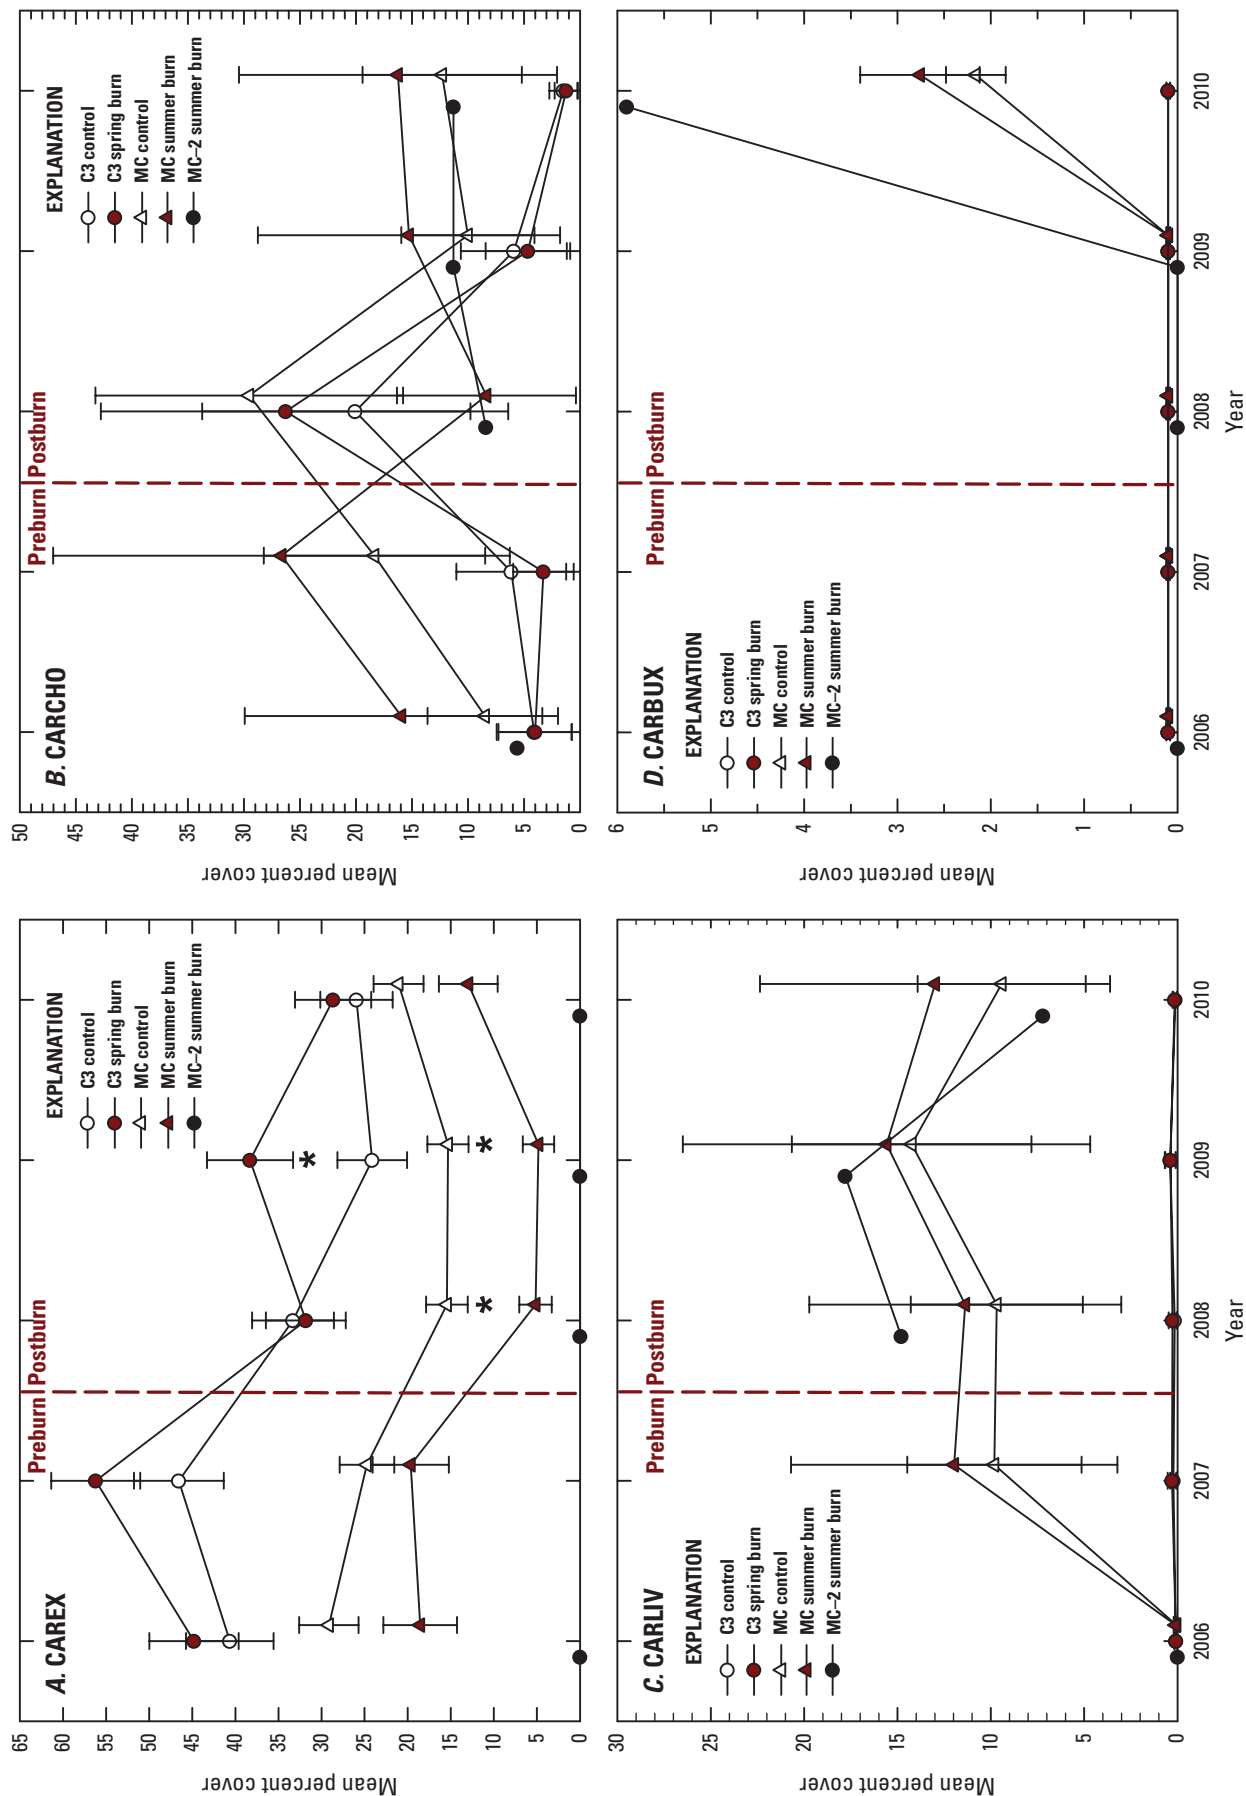 A. CAREX
EXPLANATION
C3 control
C3 spring burn
MC control
MC summer burn
MC–2 summer burn
Preburn
Postburn
Mean percent cover
65
60
55
50
45
40
35
30
25
20
15
10
5
0
*
*
*
B. CARCHO
EXPLANATION
C3 control
C3 spring burn
MC control
MC summer burn
MC–2 summer burn
Preburn
Postburn
Mean percent cover
50
45
40
35
30
25
20
15
10
5
0
C. CARLIV
EXPLANATION
C3 control
C3 spring burn
MC control
MC summer burn
MC–2 summer burn
Preburn
Postburn
Mean percent cover
30
25
20
15
10
5
0
2006 2007 2008 2009 2010
Year
D. CARBUX
EXPLANATION
C3 control
C3 spring burn
MC control
MC summer burn
MC–2 summer burn
Preburn
Postburn
Mean percent cover
6
5
4
3
2
1
0
2006 2007 2008 2009 2010
Year